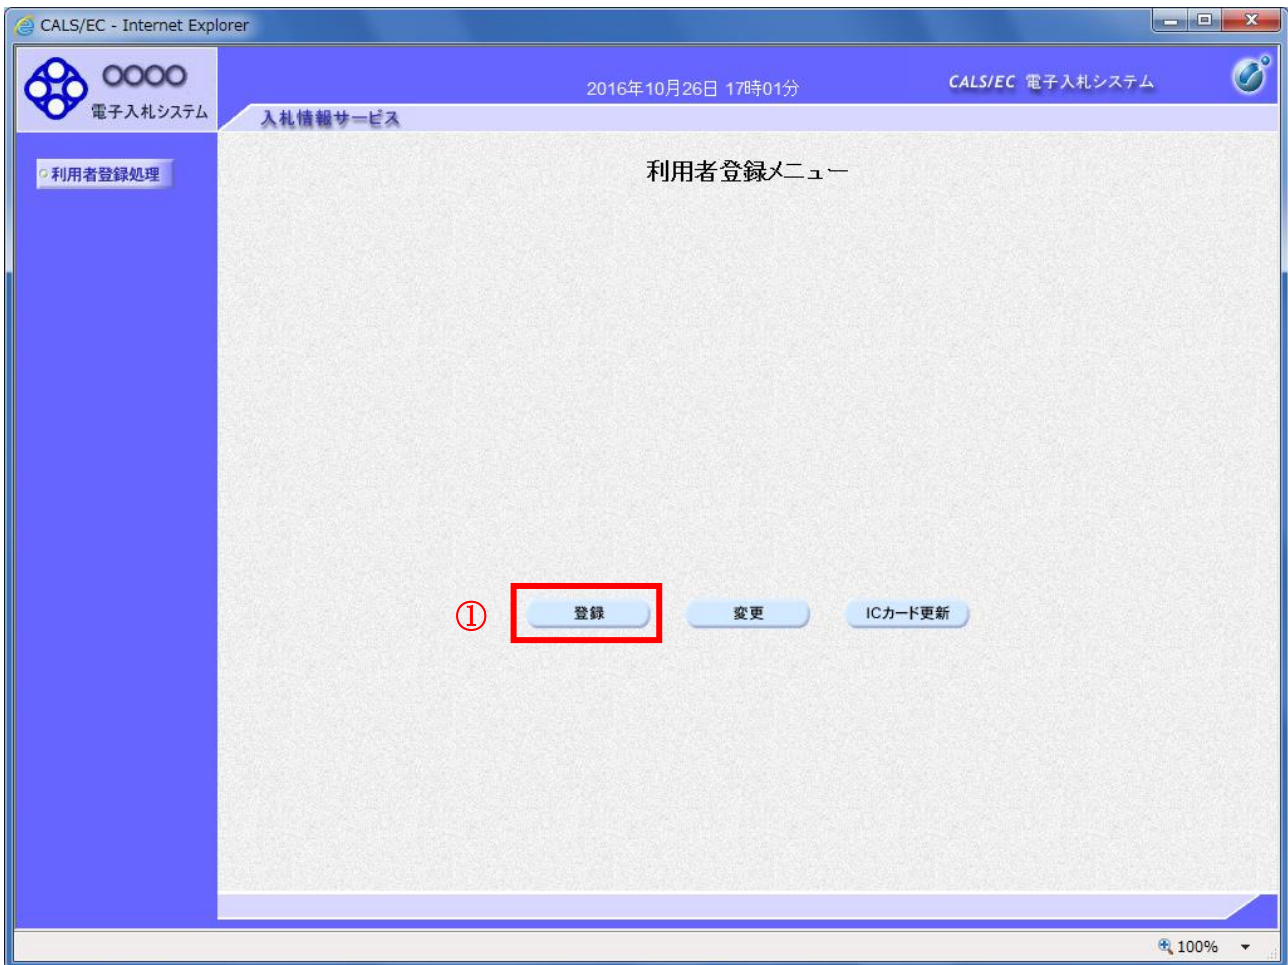 CALS/EC - Internet Explorer
○○○○
電子入札システム
2016年10月26日 17時01分
CALS/EC 電子入札システム
入札情報サービス
利用者登録処理
利用者登録メニュー
① 登録 変更 ICカード更新
100%